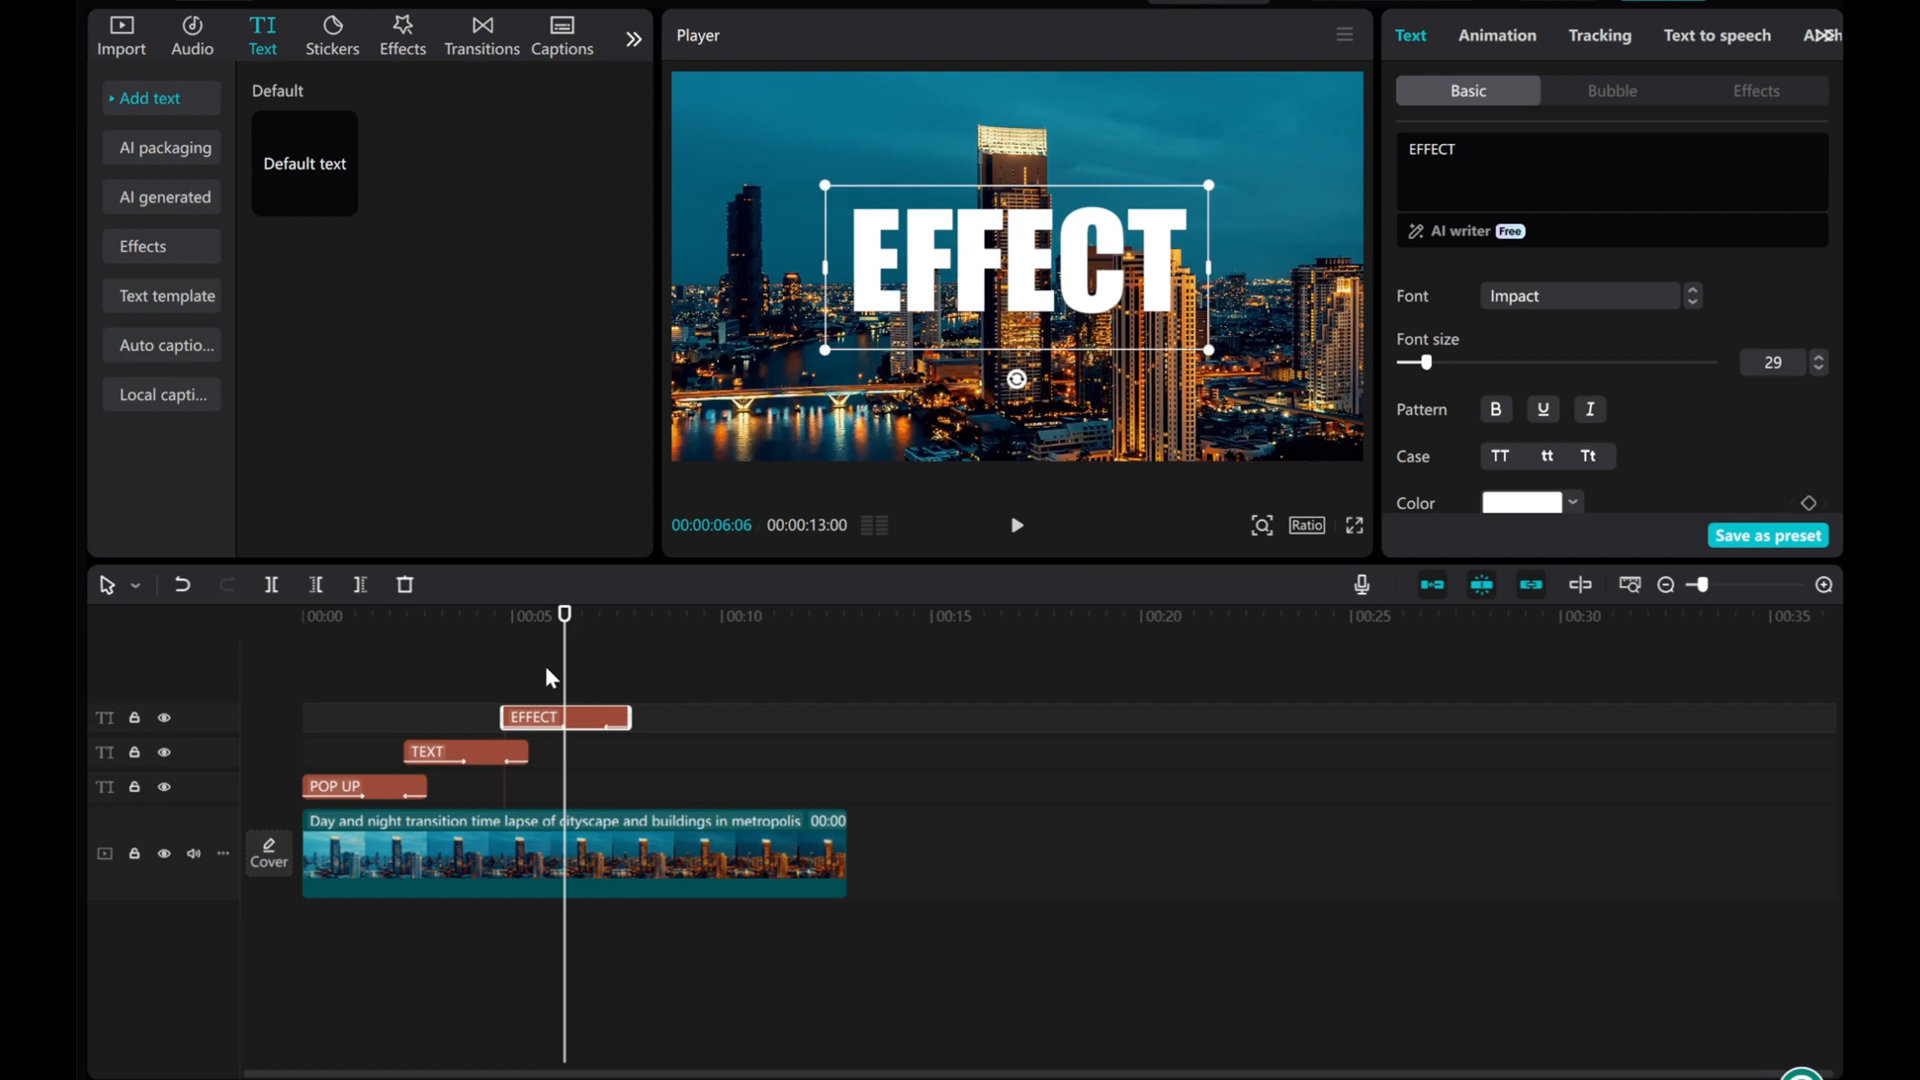 Import
Audio
TI
Text
Stickers
Effects
Transitions
Captions
Add text
AI packaging
AI generated
Effects
Text template
Auto captio...
Local capti...
Default
Default text
Player
EFFECT
00:00:06:06 / 00:00:13:00
Ratio
Text
Animation
Tracking
Text to speech
Basic
Bubble
Effects
EFFECT
AI writer Free
Font
Impact
Font size
29
Pattern
B U I
Case
TT tt Tt
Color
Save as preset
00:00
00:05
00:10
00:15
00:20
00:25
00:30
00:35
TI
EFFECT
TI
TEXT
TI
POP UP
Cover
Day and night transition time lapse of cityscape and buildings in metropolis 00:00